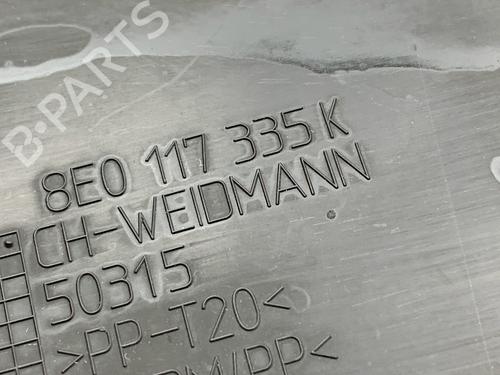 B-PARTS
8E0 117 335 K
CH-WEIDMANN
50315
>PP-T20<